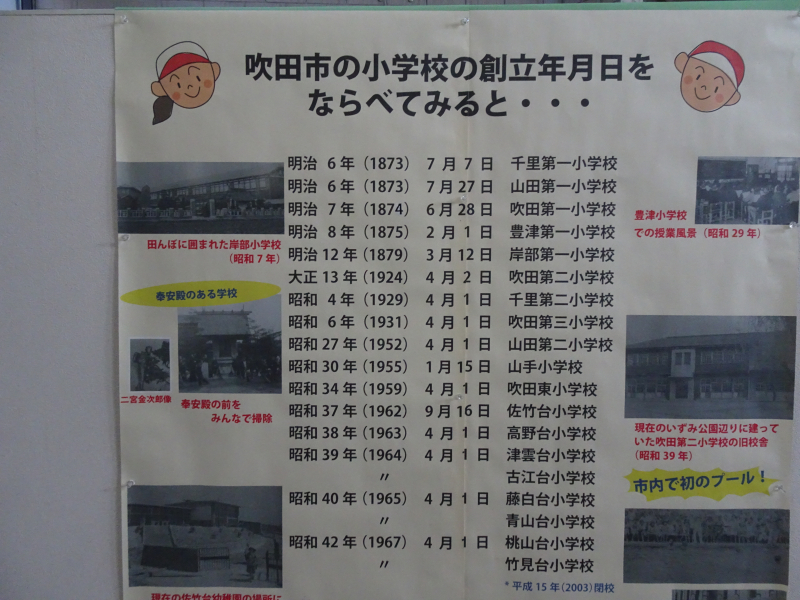 吹田市の小学校の創立年月日を
ならべてみると・・・
明治 6年(1873) 7月7日 千里第一小学校
明治 6年(1873) 7月27日 山田第一小学校
明治 7年(1874) 6月28日 吹田第一小学校
明治 8年(1875) 2月1日 豊津第一小学校
明治12年(1879) 3月12日 岸部第一小学校
大正13年(1924) 4月2日 吹田第二小学校
昭和 4年(1929) 4月1日 千里第二小学校
昭和 6年(1931) 4月1日 吹田第三小学校
昭和27年(1952) 4月1日 山田第二小学校
昭和30年(1955) 1月15日 山手小学校
昭和34年(1959) 4月1日 吹田東小学校
昭和37年(1962) 9月16日 佐竹台小学校
昭和38年(1963) 4月1日 高野台小学校
昭和39年(1964) 4月1日 津雲台小学校
〃 古江台小学校
昭和40年(1965) 4月1日 藤白台小学校
〃 青山台小学校
昭和42年(1967) 4月1日 桃山台小学校
〃 竹見台小学校
*平成15年(2003)閉校
田んぼに囲まれた岸部小学校
(昭和7年)
奉安殿のある学校
二宮金次郎像
奉安殿の前を
みんなで掃除
現在の佐竹台幼稚園の場所に
豊津小学校
での授業風景(昭和29年)
現在のいずみ公園辺りに建って
いた吹田第二小学校の旧校舎
(昭和39年)
市内で初のプール!